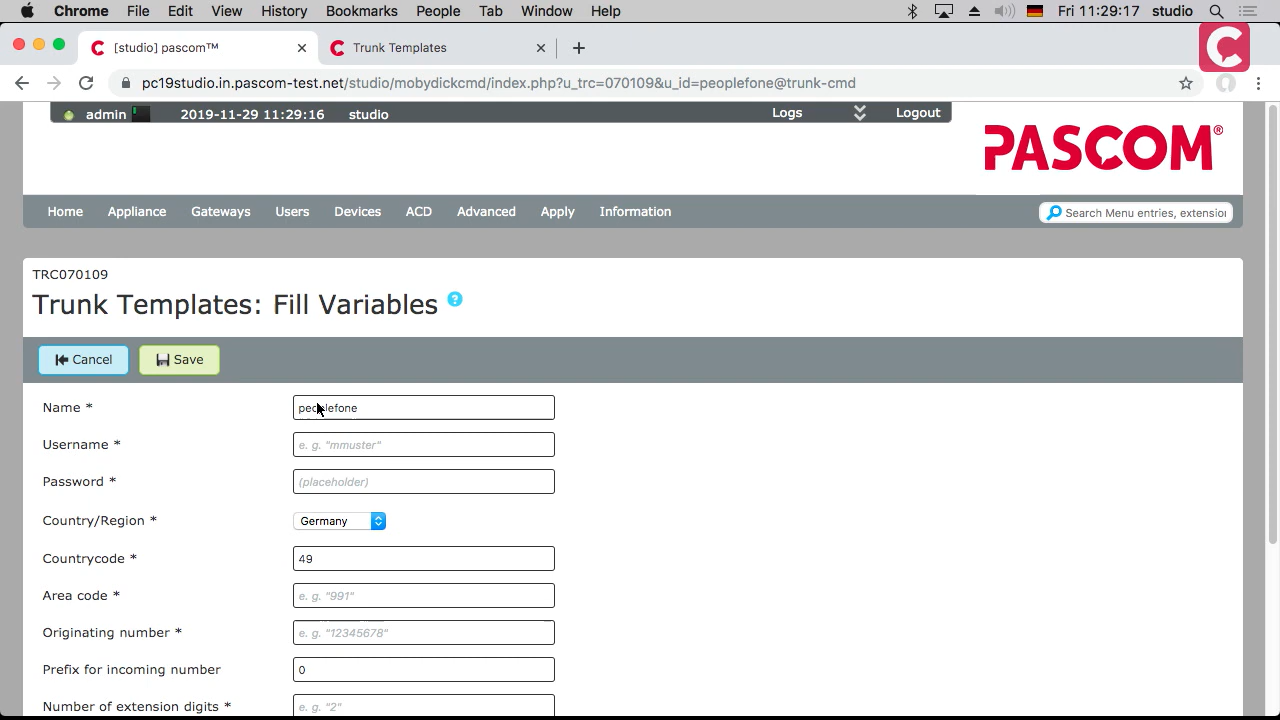 Chrome File Edit View History Bookmarks People Tab Window Help Fri 11:29:17 studio
[studio] pascom™ Trunk Templates
pc19studio.in.pascom-test.net/studio/mobydickcmd/index.php?u_trc=070109&u_id=peoplefone@trunk-cmd
admin 2019-11-29 11:29:16 studio Logs Logout
PASCOM®
Home Appliance Gateways Users Devices ACD Advanced Apply Information Search Menu entries, extension
TRC070109
Trunk Templates: Fill Variables ?
Cancel Save
Name * peoplefone
Username * e. g. "mmuster"
Password * (placeholder)
Country/Region * Germany
Countrycode * 49
Area code * e. g. "991"
Originating number * e. g. "12345678"
Prefix for incoming number 0
Number of extension digits * e. g. "2"